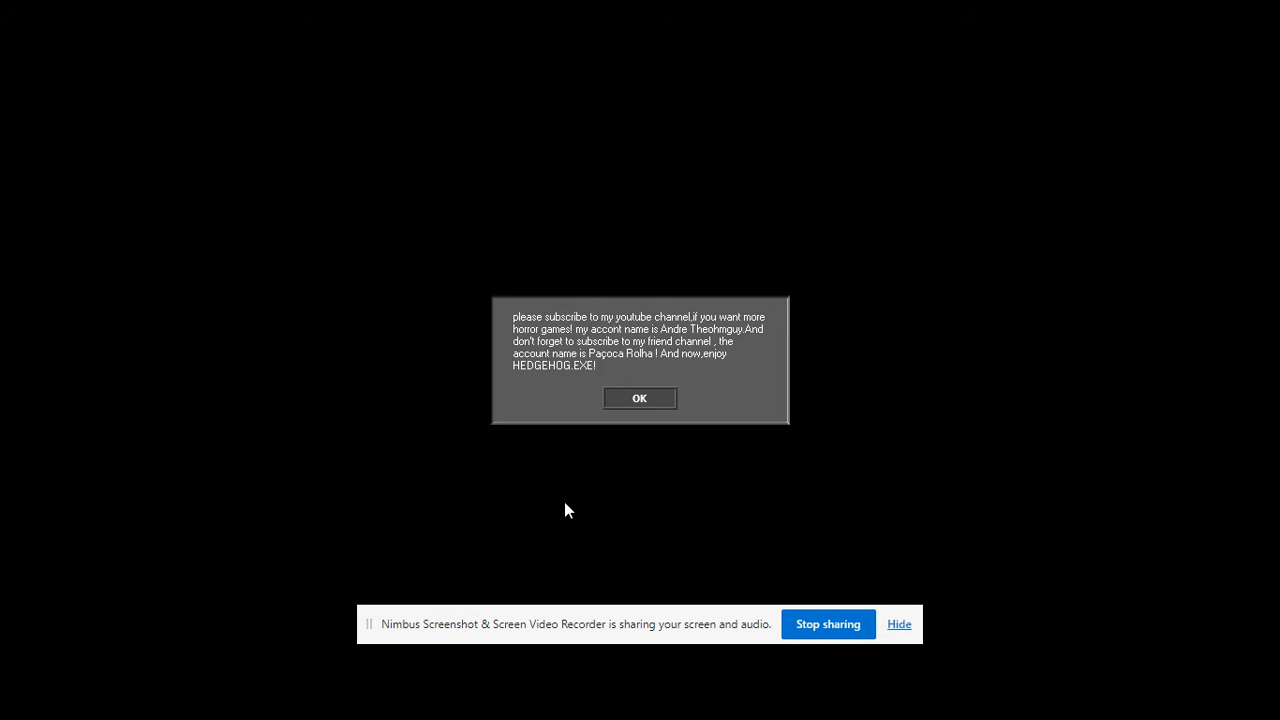 please subscribe to my youtube channel,if you want more
horror games! my accont name is Andre Theohmguy.And
don't forget to subscribe to my friend channel , the
account name is Paçoca Rolha ! And now,enjoy
HEDGEHOG.EXE!
OK
Nimbus Screenshot & Screen Video Recorder is sharing your screen and audio. Stop sharing Hide